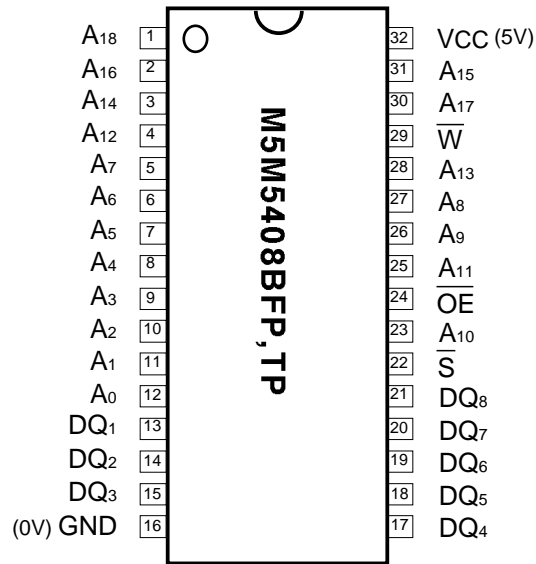 A18 1 32 VCC (5V)
A16 2 31 A15
A14 3 30 A17
A12 4 29 W
A7 5 28 A13
A6 6 27 A8
A5 7 26 A9
A4 8 25 A11
A3 9 24 OE
A2 10 23 A10
A1 11 22 S
A0 12 21 DQ8
DQ1 13 20 DQ7
DQ2 14 19 DQ6
DQ3 15 18 DQ5
(0V) GND 16 17 DQ4
M5M5408BFP,TP